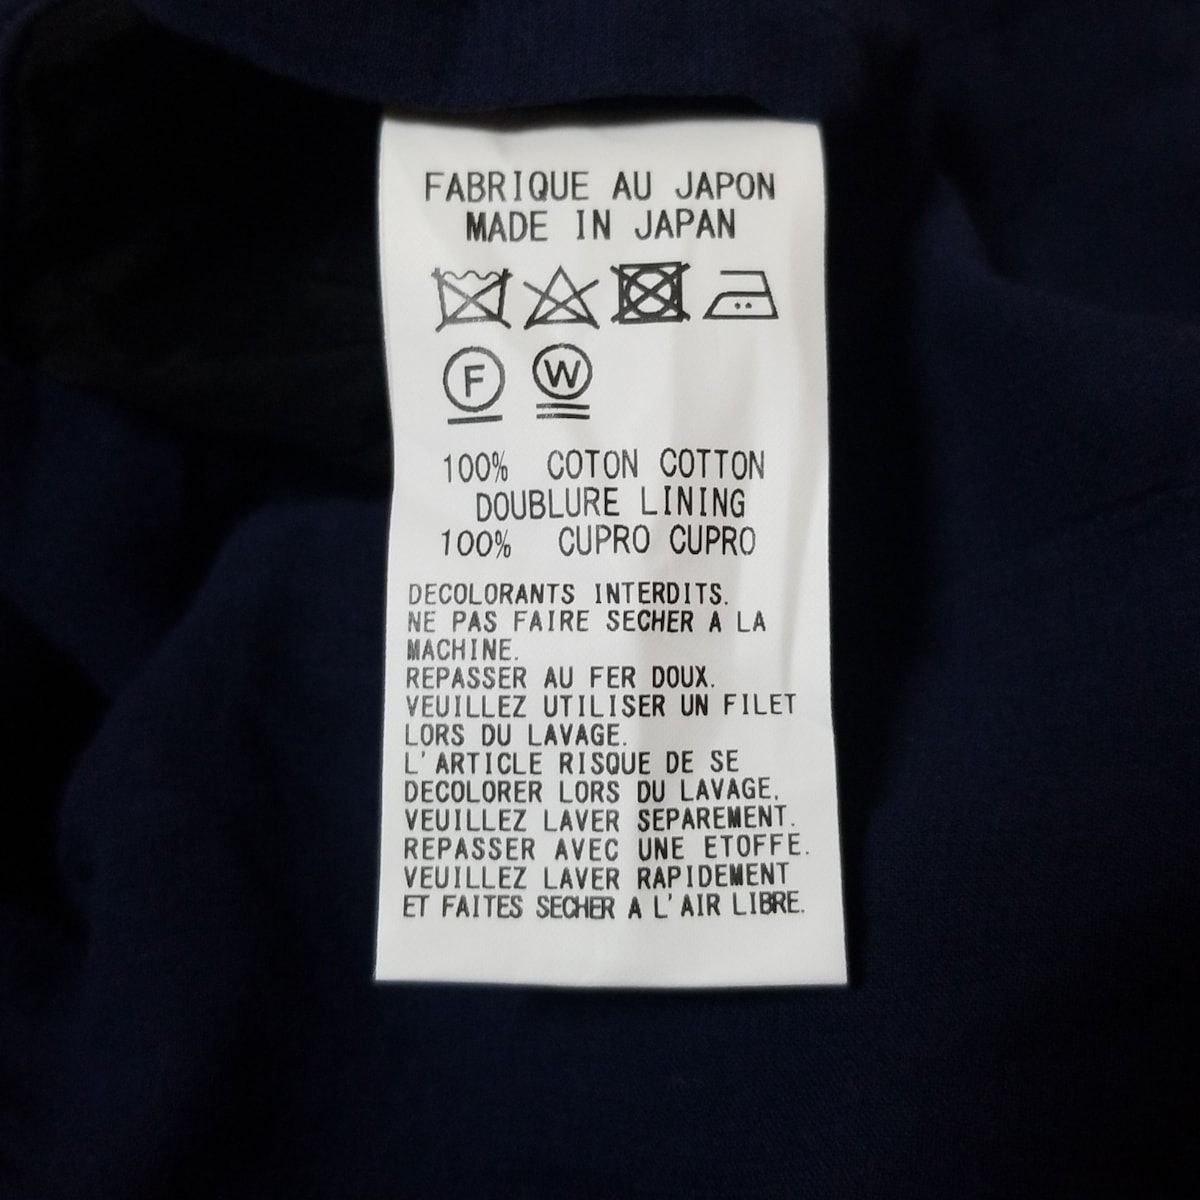 FABRIQUE AU JAPON
MADE IN JAPAN
F W
100% COTON COTTON
DOUBLURE LINING
100% CUPRO CUPRO
DECOLORANTS INTERDITS.
NE PAS FAIRE SECHER A LA
MACHINE.
REPASSER AU FER DOUX.
VEUILLEZ UTILISER UN FILET
LORS DU LAVAGE.
L'ARTICLE RISQUE DE SE
DECOLORER LORS DU LAVAGE.
VEUILLEZ LAVER SEPAREMENT.
REPASSER AVEC UNE ETOFFE.
VEUILLEZ LAVER RAPIDEMENT
ET FAITES SECHER A L'AIR LIBRE.